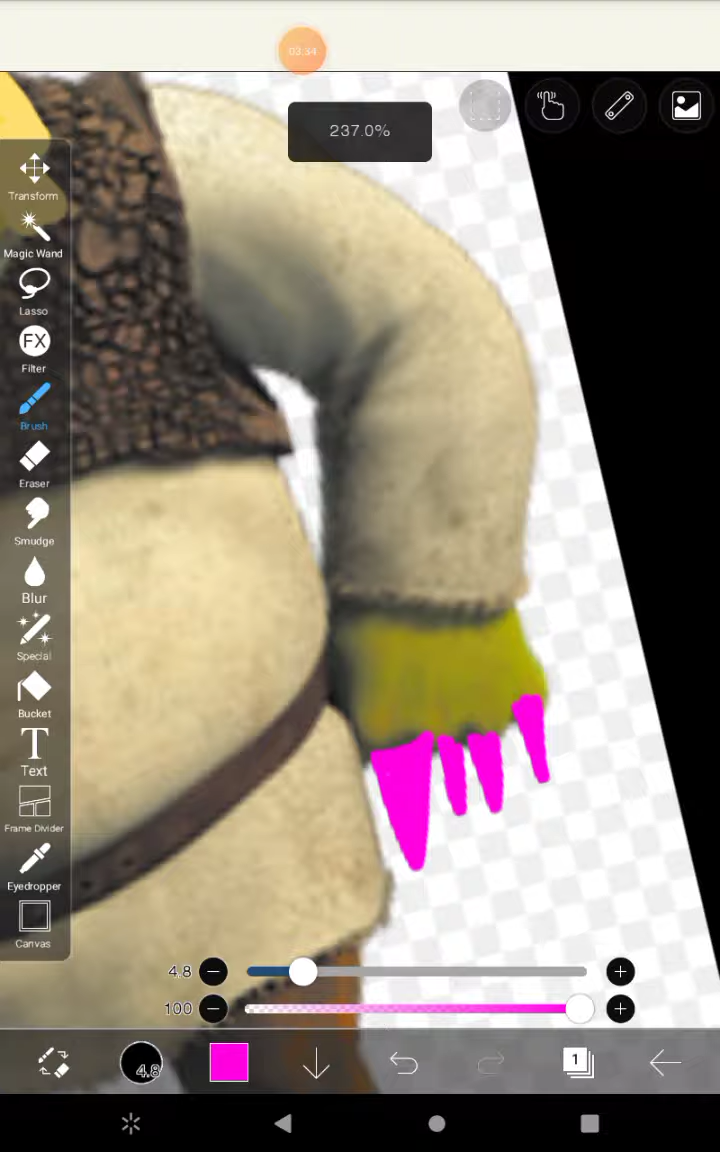 03:34
237.0%
Transform
Magic Wand
Lasso
FX
Filter
Brush
Eraser
Smudge
Blur
Special
Bucket
T
Text
Frame Divider
Eyedropper
Canvas
4.8
100
4.8
1